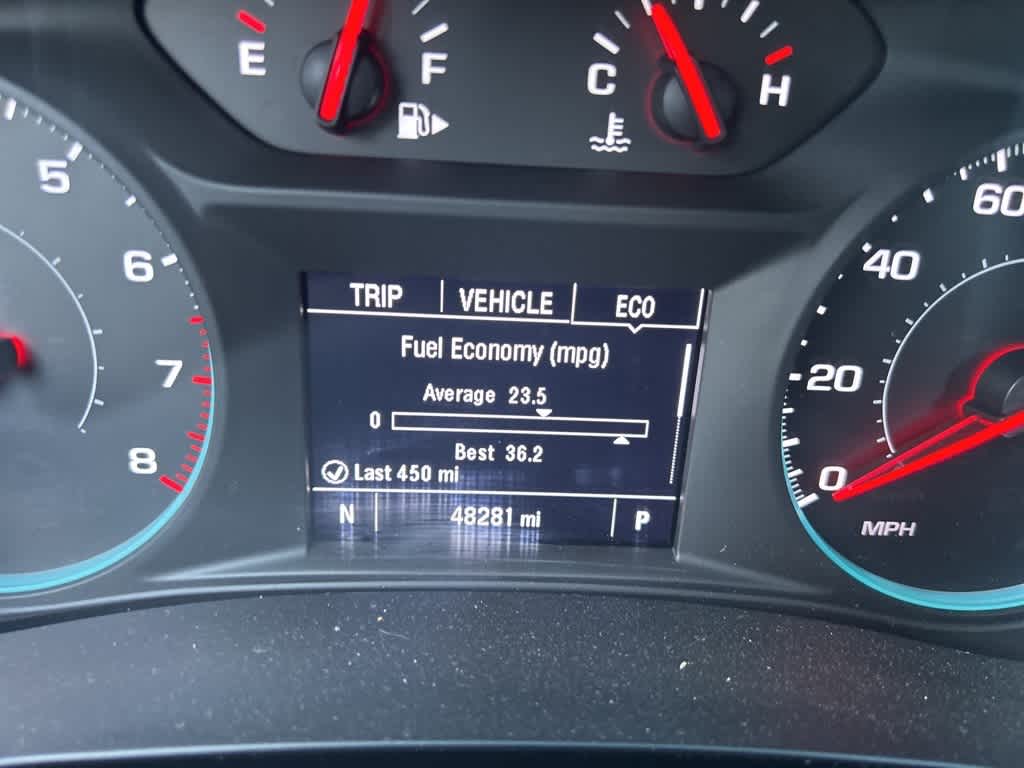 E F C H
5
6
7
8
TRIP VEHICLE ECO
Fuel Economy (mpg)
Average 23.5
0
Best 36.2
Last 450 mi
N 48281 mi P
60
40
20
0
MPH